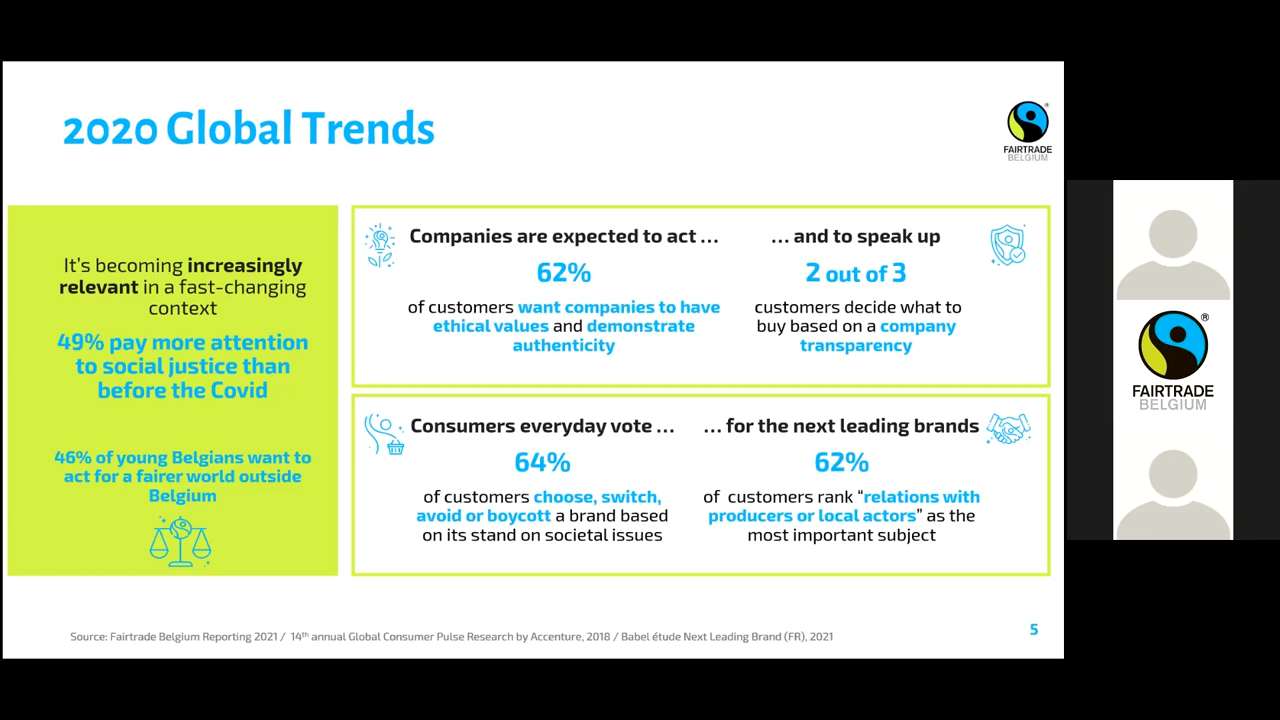 2020 Global Trends
FAIRTRADE
BELGIUM
It's becoming increasingly
relevant in a fast-changing
context
49% pay more attention
to social justice than
before the Covid
46% of young Belgians want to
act for a fairer world outside
Belgium
Companies are expected to act …
62%
of customers want companies to have
ethical values and demonstrate
authenticity
… and to speak up
2 out of 3
customers decide what to
buy based on a company
transparency
Consumers everyday vote …
64%
of customers choose, switch,
avoid or boycott a brand based
on its stand on societal issues
… for the next leading brands
62%
of customers rank “relations with
producers or local actors” as the
most important subject
Source: Fairtrade Belgium Reporting 2021 / 14th annual Global Consumer Pulse Research by Accenture, 2018 / Babel étude Next Leading Brand (FR), 2021
5
®
FAIRTRADE
BELGIUM